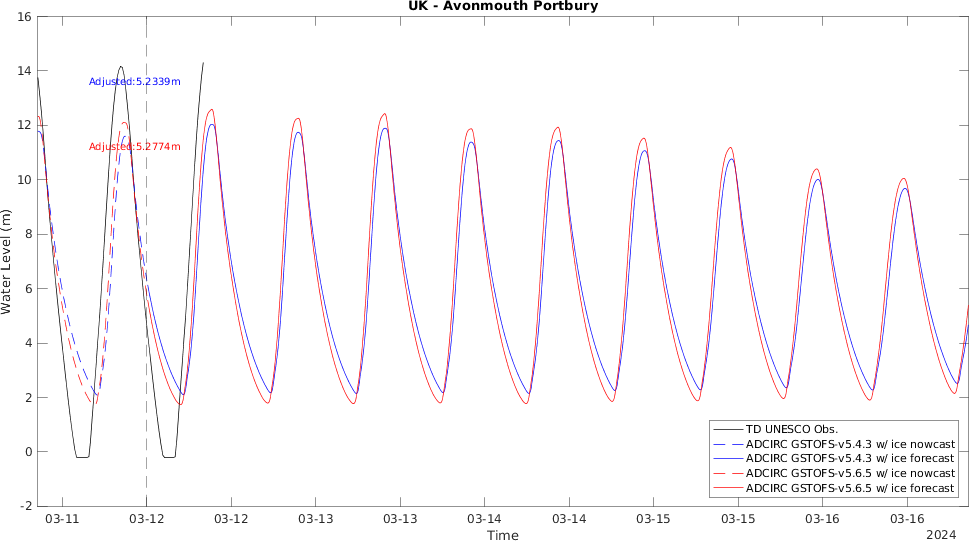 UK - Avonmouth Portbury
16
14
12
10
8
6
4
2
0
-2
Water Level (m)
Adjusted:5.2339m
Adjusted:5.2774m
TD UNESCO Obs.
ADCIRC GSTOFS-v5.4.3 w/ ice nowcast
ADCIRC GSTOFS-v5.4.3 w/ ice forecast
ADCIRC GSTOFS-v5.6.5 w/ ice nowcast
ADCIRC GSTOFS-v5.6.5 w/ ice forecast
03-11 03-12 03-12 03-13 03-13 03-14 03-14 03-15 03-15 03-16 03-16
Time
2024